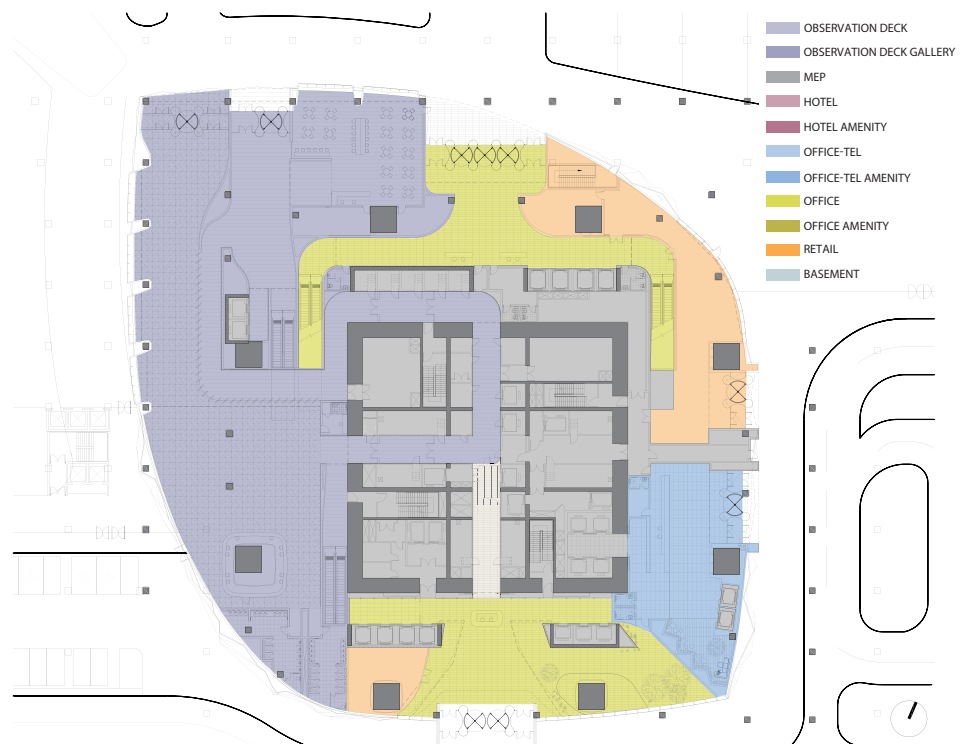 OBSERVATION DECK
OBSERVATION DECK GALLERY
MEP
HOTEL
HOTEL AMENITY
OFFICE-TEL
OFFICE-TEL AMENITY
OFFICE
OFFICE AMENITY
RETAIL
BASEMENT